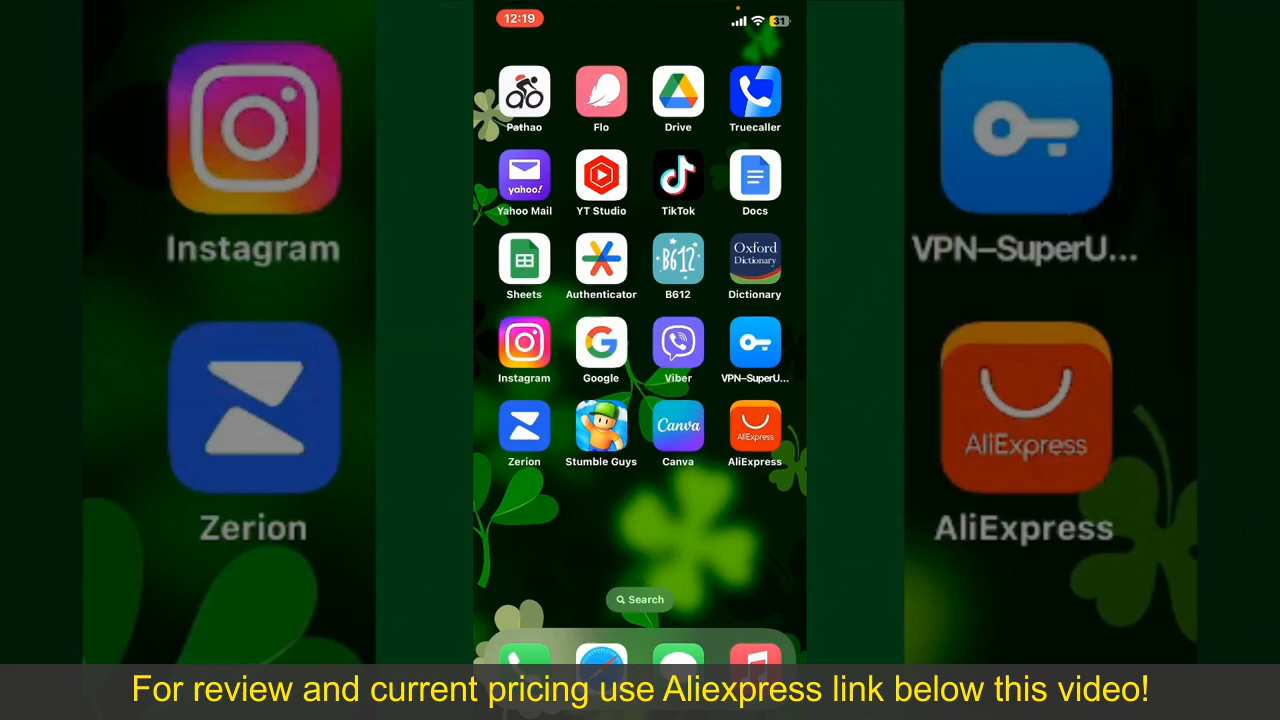 12:19
31
Pathao
Flo
Drive
Truecaller
yahoo!
Yahoo Mail
YT Studio
TikTok
Docs
B612
Oxford
Dictionary
Sheets
Authenticator
B612
Dictionary
Instagram
Google
Viber
VPN–SuperU...
Canva
AliExpress
Zerion
Stumble Guys
Canva
AliExpress
Search
Instagram
Zerion
VPN–SuperU...
AliExpress
AliExpress
For review and current pricing use Aliexpress link below this video!